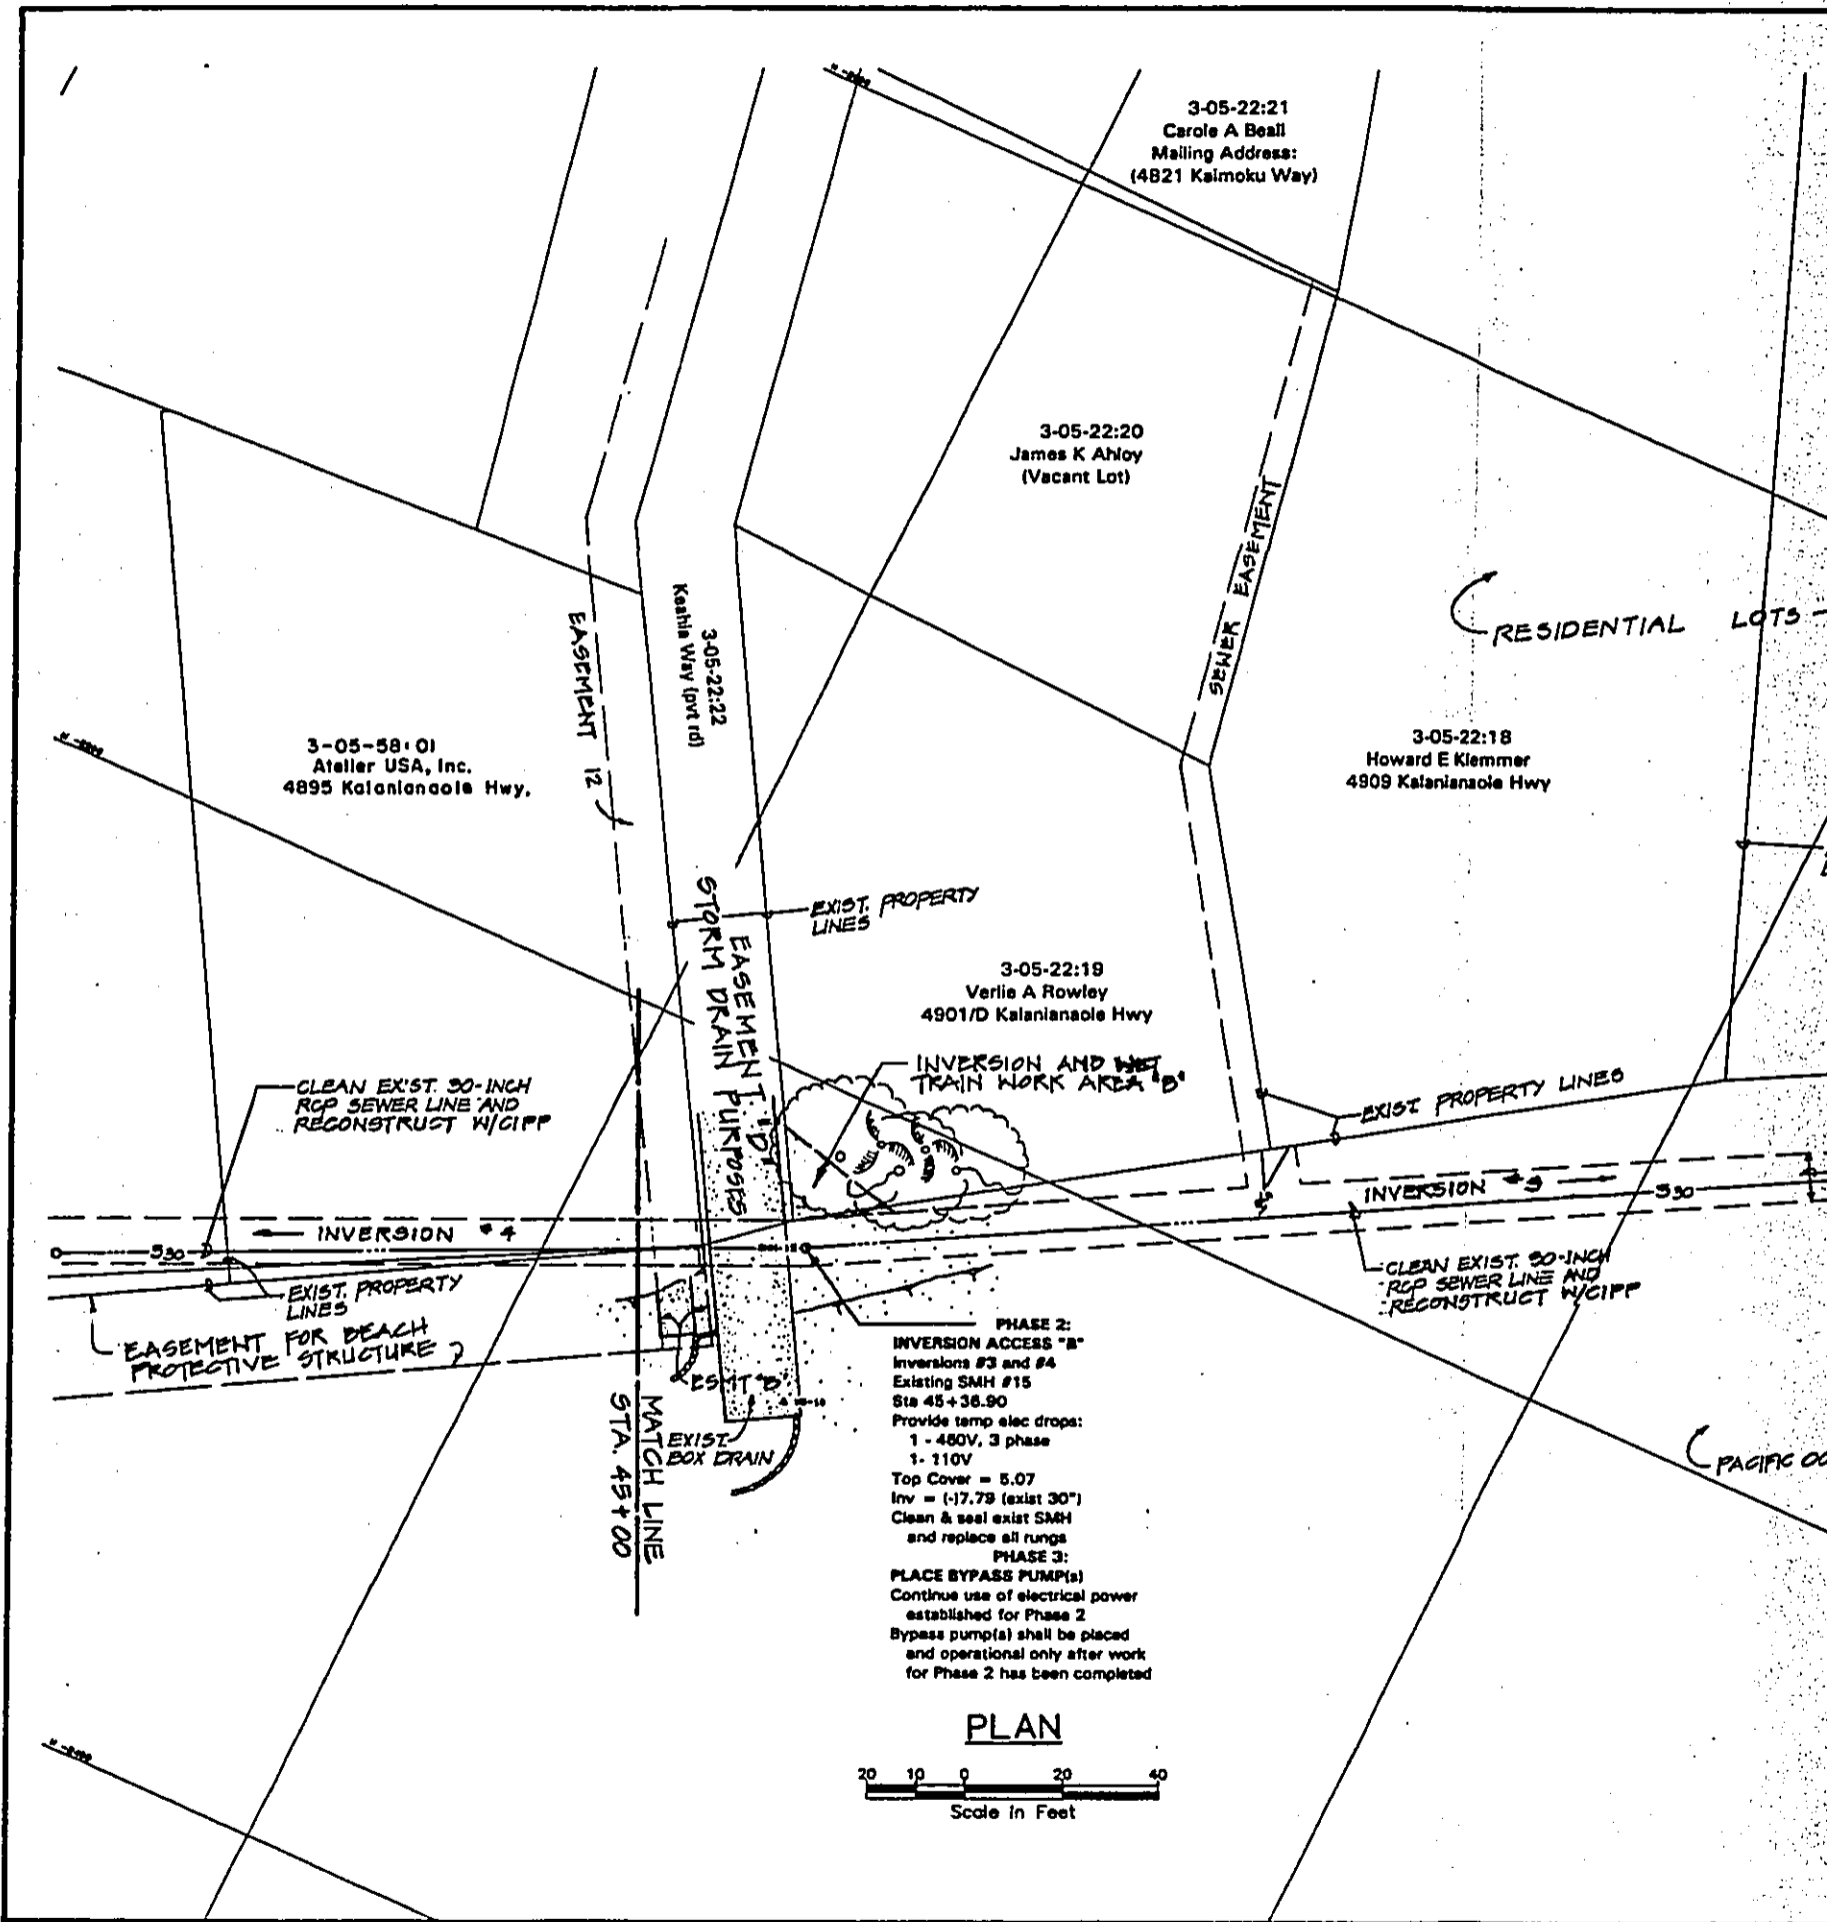 3-05-22:21
Carole A Beall
Mailing Address:
(4821 Kaimoku Way)
3-05-22:20
James K Ahloy
(Vacant Lot)
SEWER EASEMENT
RESIDENTIAL LOTS
3-05-22:22
Keahia Way (pvt rd)
EASEMENT 12
3-05-58:01
Atelier USA, Inc.
4895 Kalanianaole Hwy.
3-05-22:18
Howard E Klemmer
4909 Kalanianaole Hwy
EXIST. PROPERTY
LINES
EASEMENT "D"
STORM DRAIN PURPOSES
3-05-22:19
Verlie A Rowley
4901/D Kalanianaole Hwy
INVERSION AND WET
TRAIN WORK AREA "B"
CLEAN EXIST. 30-INCH
RCP SEWER LINE AND
RECONSTRUCT W/CIPP
EXIST. PROPERTY LINES
INVERSION #4
S30
INVERSION #3
S30
EXIST. PROPERTY
LINES
CLEAN EXIST. 30-INCH
RCP SEWER LINE AND
RECONSTRUCT W/CIPP
EASEMENT FOR BEACH
PROTECTIVE STRUCTURE
ESM'T "B"
EXIST.
BOX DRAIN
MATCH LINE
STA. 45+00
PHASE 2:
INVERSION ACCESS "B"
Inversions #3 and #4
Existing SMH #15
Sta 45+36.90
Provide temp elec drops:
1 - 460V, 3 phase
1- 110V
Top Cover = 5.07
Inv = (-)7.79 (exist 30")
Clean & seal exist SMH
and replace all rungs
PHASE 3:
PLACE BYPASS PUMP(s)
Continue use of electrical power
established for Phase 2
Bypass pump(s) shall be placed
and operational only after work
for Phase 2 has been completed
PACIFIC OC
PLAN
20 10 0 20 40
Scale in Feet